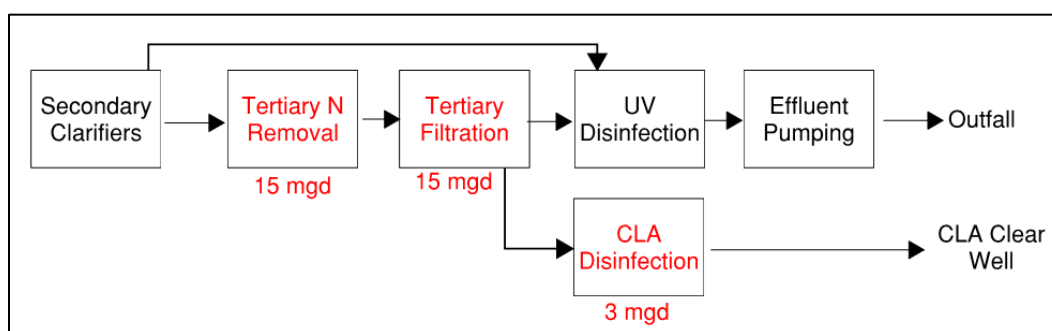 Secondary
Clarifiers
Tertiary N
Removal
15 mgd
Tertiary
Filtration
15 mgd
UV
Disinfection
Effluent
Pumping
Outfall
CLA
Disinfection
3 mgd
CLA Clear
Well